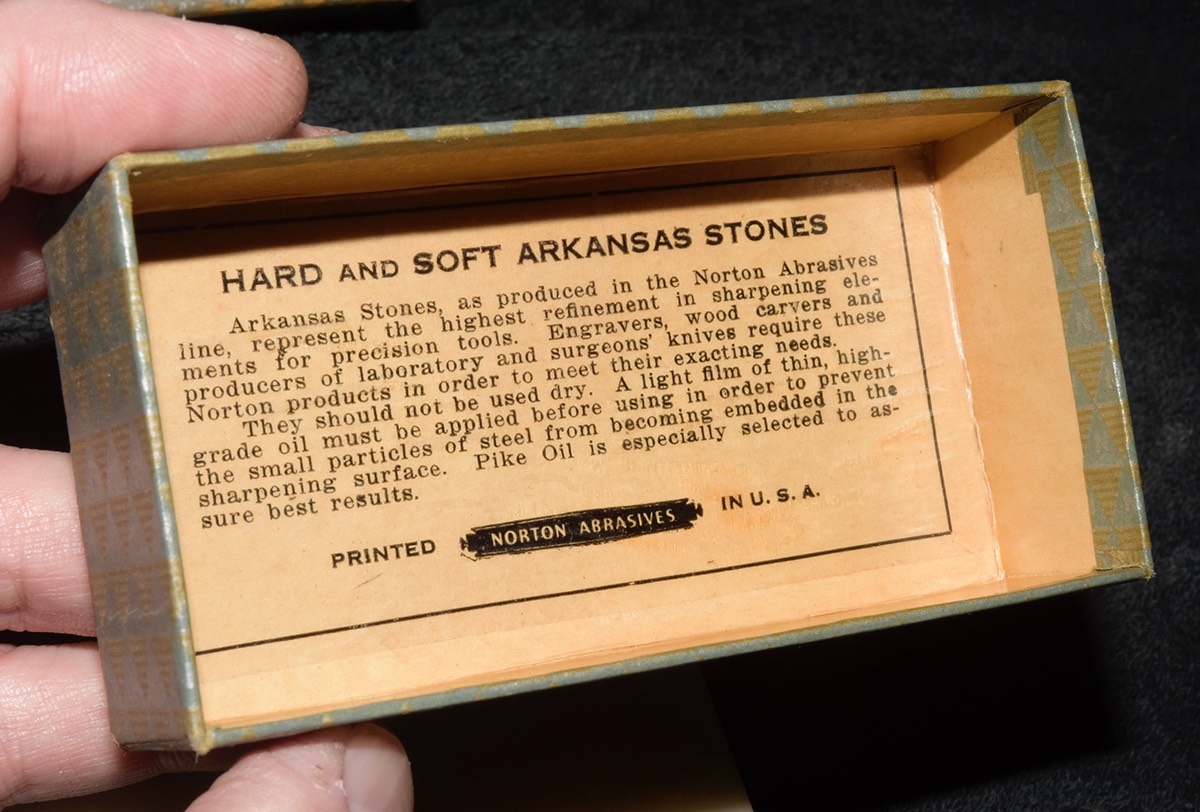 HARD AND SOFT ARKANSAS STONES
Arkansas Stones, as produced in the Norton Abrasives
line, represent the highest refinement in sharpening ele-
ments for precision tools. Engravers, wood carvers and
producers of laboratory and surgeons' knives require these
Norton products in order to meet their exacting needs.
They should not be used dry. A light film of thin, high-
grade oil must be applied before using in order to prevent
the small particles of steel from becoming embedded in the
sharpening surface. Pike Oil is especially selected to as-
sure best results.
PRINTED NORTON ABRASIVES IN U. S. A.